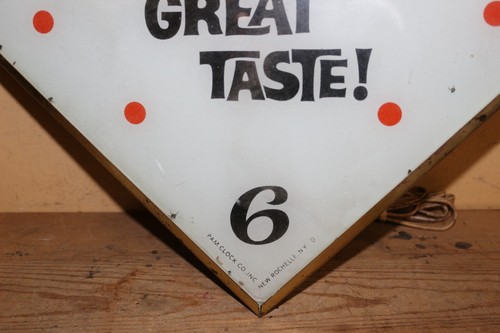 GREAT
TASTE!
6
PAM CLOCK CO. INC
NEW ROCHELLE N.Y.